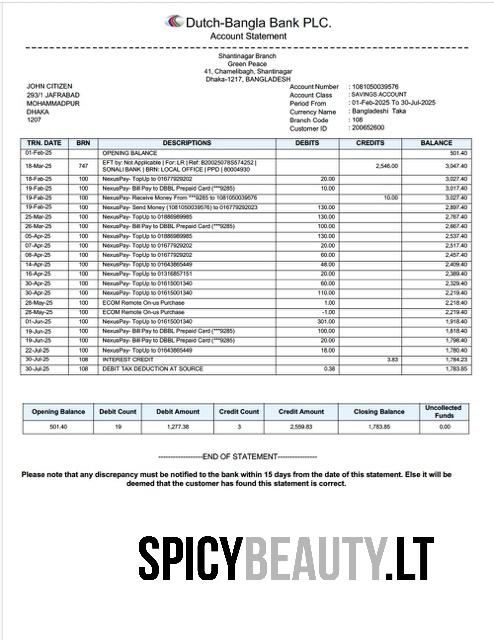 Dutch-Bangla Bank PLC.
Account Statement
Shantinagar Branch
Green Peace
41, Chamelibagh, Shantinagar
Dhaka-1217, BANGLADESH
JOHN CITIZEN
293/1 JAFRABAD
MOHAMMADPUR
DHAKA
1207
Account Number : 1081050039576
Account Class : SAVINGS ACCOUNT
Period From : 01-Feb-2025 To 30-Jul-2025
Currency Name : Bangladeshi Taka
Branch Code : 108
Customer ID : 200652600
TRN. DATE BRN DESCRIPTIONS DEBITS CREDITS BALANCE
01-Feb-25 OPENING BALANCE 501.40
18-Mar-25 747 EFT by: Not Applicable | For: LR | Ref: B20025078S574252 | 2,546.00 3,047.40
SONALI BANK | BRN: LOCAL OFFICE | PPD | 80004930
18-Feb-25 100 NexusPay- TopUp to 01677929202 20.00 3,027.40
19-Feb-25 100 NexusPay- Bill Pay to DBBL Prepaid Card (***9285) 10.00 3,017.40
19-Feb-25 100 NexusPay- Receive Money From ***9285 to 1081050039576 10.00 3,027.40
19-Feb-25 100 NexusPay- Send Money (1081050039576) to 016779292023 130.00 2,897.40
25-Mar-25 100 NexusPay- TopUp to 01886989985 130.00 2,767.40
26-Mar-25 100 NexusPay- Bill Pay to DBBL Prepaid Card (***9285) 100.00 2,667.40
05-Apr-25 100 NexusPay- TopUp to 01886989985 130.00 2,537.40
07-Apr-25 100 NexusPay- TopUp to 01677929202 20.00 2,517.40
08-Apr-25 100 NexusPay- TopUp to 01677929202 60.00 2,457.40
14-Apr-25 100 NexusPay- TopUp to 01643865449 48.00 2,409.40
16-Apr-25 100 NexusPay- TopUp to 01316857151 20.00 2,389.40
30-Apr-25 100 NexusPay- TopUp to 01615001340 60.00 2,329.40
30-Apr-25 100 NexusPay- TopUp to 01615001340 110.00 2,219.40
28-May-25 100 ECOM Remote On-us Purchase 1.00 2,218.40
28-May-25 100 ECOM Remote On-us Purchase -1.00 2,219.40
01-Jun-25 100 NexusPay- TopUp to 01615001340 301.00 1,918.40
19-Jun-25 100 NexusPay- Bill Pay to DBBL Prepaid Card (***9285) 100.00 1,818.40
19-Jun-25 100 NexusPay- Bill Pay to DBBL Prepaid Card (***9285) 20.00 1,798.40
22-Jul-25 100 NexusPay- TopUp to 01643865449 18.00 1,780.40
30-Jul-25 108 INTEREST CREDIT 3.83 1,784.23
30-Jul-25 108 DEBIT TAX DEDUCTION AT SOURCE 0.38 1,783.85
Opening Balance Debit Count Debit Amount Credit Count Credit Amount Closing Balance Uncollected Funds
501.40 19 1,277.38 3 2,559.83 1,783.85 0.00
--------------------END OF STATEMENT-----------------
Please note that any discrepancy must be notified to the bank within 15 days from the date of this statement. Else it will be
deemed that the customer has found this statement is correct.
SPICYBEAUTY.LT